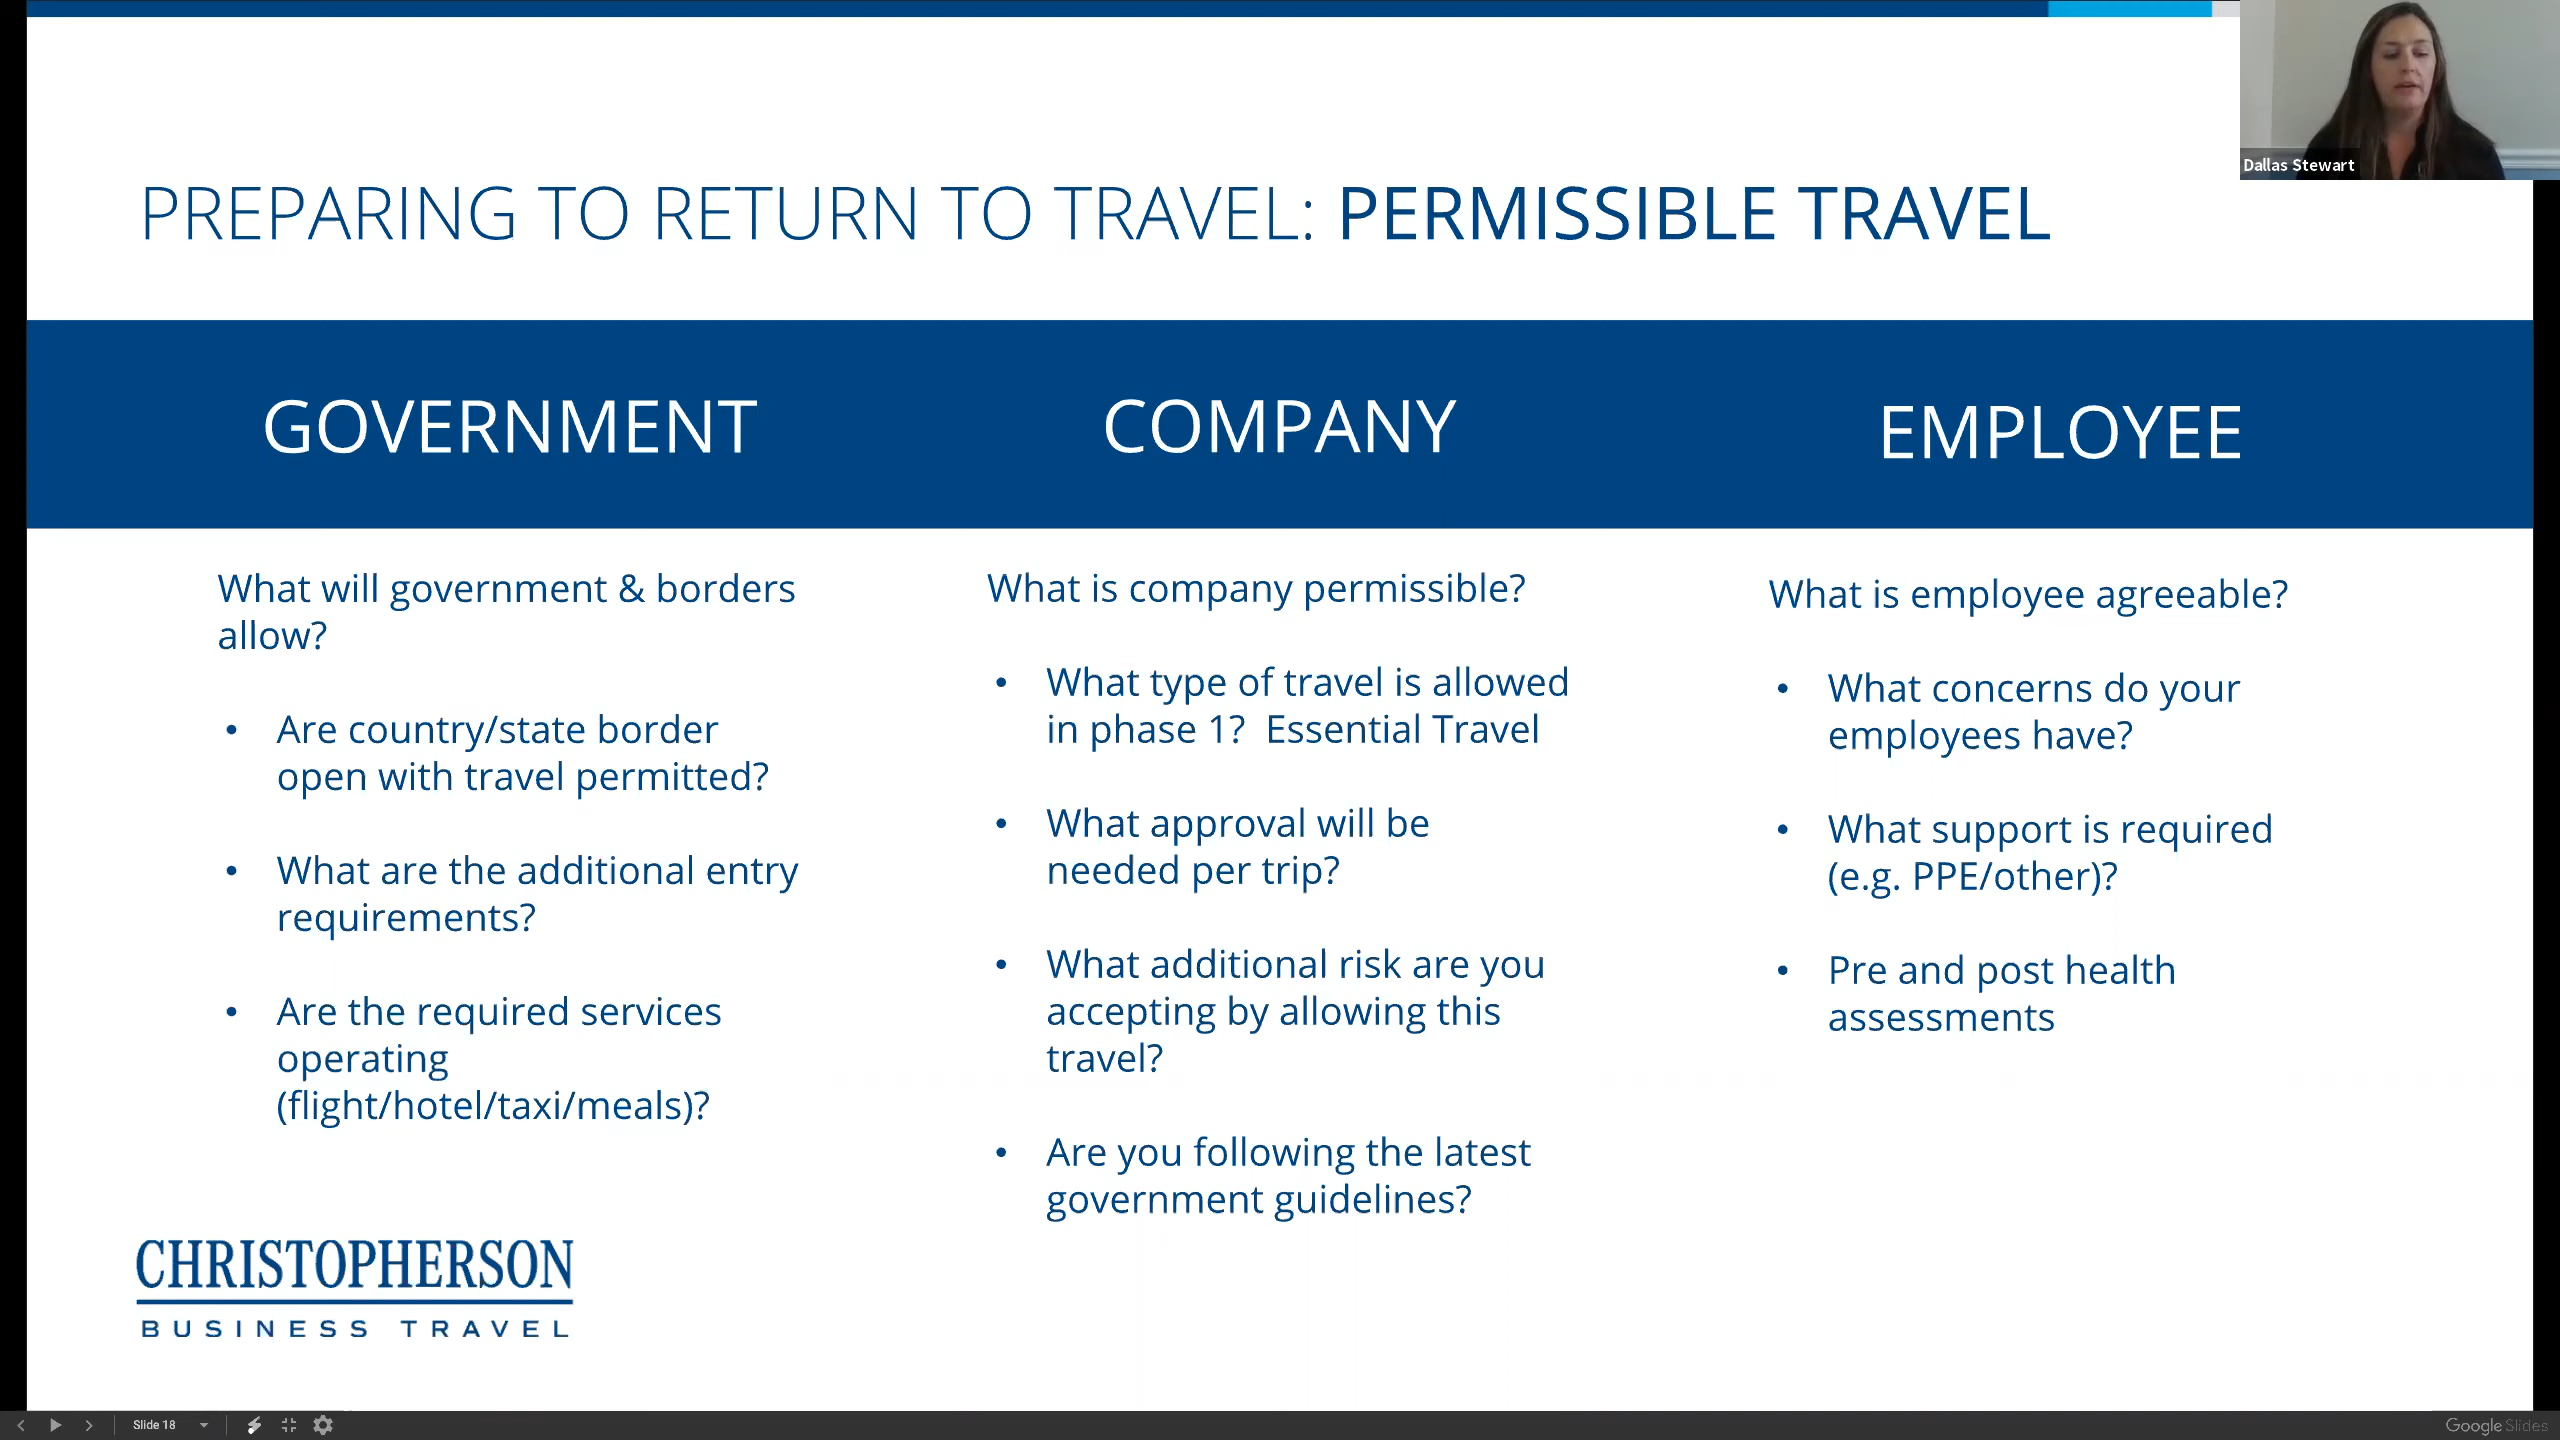 Dallas Stewart
PREPARING TO RETURN TO TRAVEL: PERMISSIBLE TRAVEL
GOVERNMENT
What will government & borders
allow?
• Are country/state border
open with travel permitted?
• What are the additional entry
requirements?
• Are the required services
operating
(flight/hotel/taxi/meals)?
COMPANY
What is company permissible?
• What type of travel is allowed
in phase 1?  Essential Travel
• What approval will be
needed per trip?
• What additional risk are you
accepting by allowing this
travel?
• Are you following the latest
government guidelines?
EMPLOYEE
What is employee agreeable?
• What concerns do your
employees have?
• What support is required
(e.g. PPE/other)?
• Pre and post health
assessments
CHRISTOPHERSON
BUSINESS TRAVEL
Slide 18
Google Slides